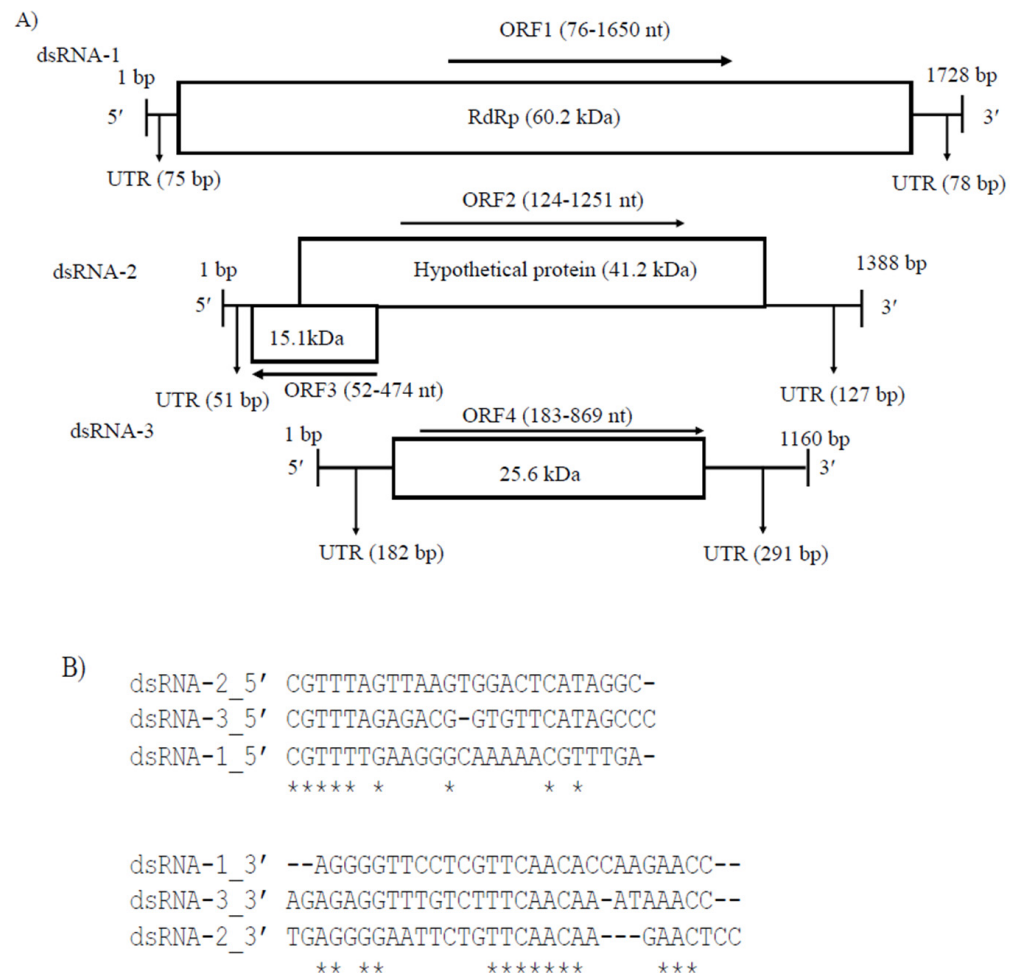 A)
ORF1 (76-1650 nt)
dsRNA-1
1 bp
1728 bp
5′
RdRp (60.2 kDa)
3′
UTR (75 bp)
UTR (78 bp)
ORF2 (124-1251 nt)
dsRNA-2
1 bp
Hypothetical protein (41.2 kDa)
1388 bp
5′
3′
15.1kDa
ORF3 (52-474 nt)
UTR (51 bp)
UTR (127 bp)
dsRNA-3
ORF4 (183-869 nt)
1 bp
1160 bp
5′
25.6 kDa
3′
UTR (182 bp)
UTR (291 bp)
B)
dsRNA-2_5′ CGTTTAGTTAAGTGGACTCATAGGC-
dsRNA-3_5′ CGTTTAGAGACG-GTGTTCATAGCCC
dsRNA-1_5′ CGTTTTGAAGGGCAAAAACGTTTGA-
***** * * * *
dsRNA-1_3′ --AGGGGTTCCTCGTTCAACACCAAGAACC--
dsRNA-3_3′ AGAGAGGTTTGTCTTTCAACAA-ATAAACC--
dsRNA-2_3′ TGAGGGGAATTCTGTTCAACAA---GAACTCC
** ** ******* ***